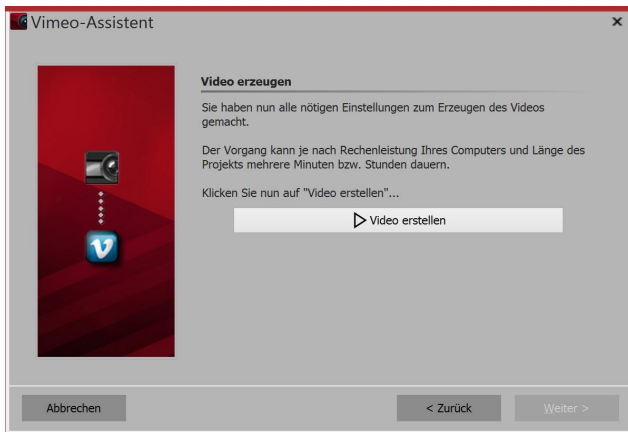 Vimeo-Assistent
Video erzeugen
Sie haben nun alle nötigen Einstellungen zum Erzeugen des Videos
gemacht.
Der Vorgang kann je nach Rechenleistung Ihres Computers und Länge des
Projekts mehrere Minuten bzw. Stunden dauern.
Klicken Sie nun auf "Video erstellen"...
Video erstellen
Abbrechen
< Zurück
Weiter >